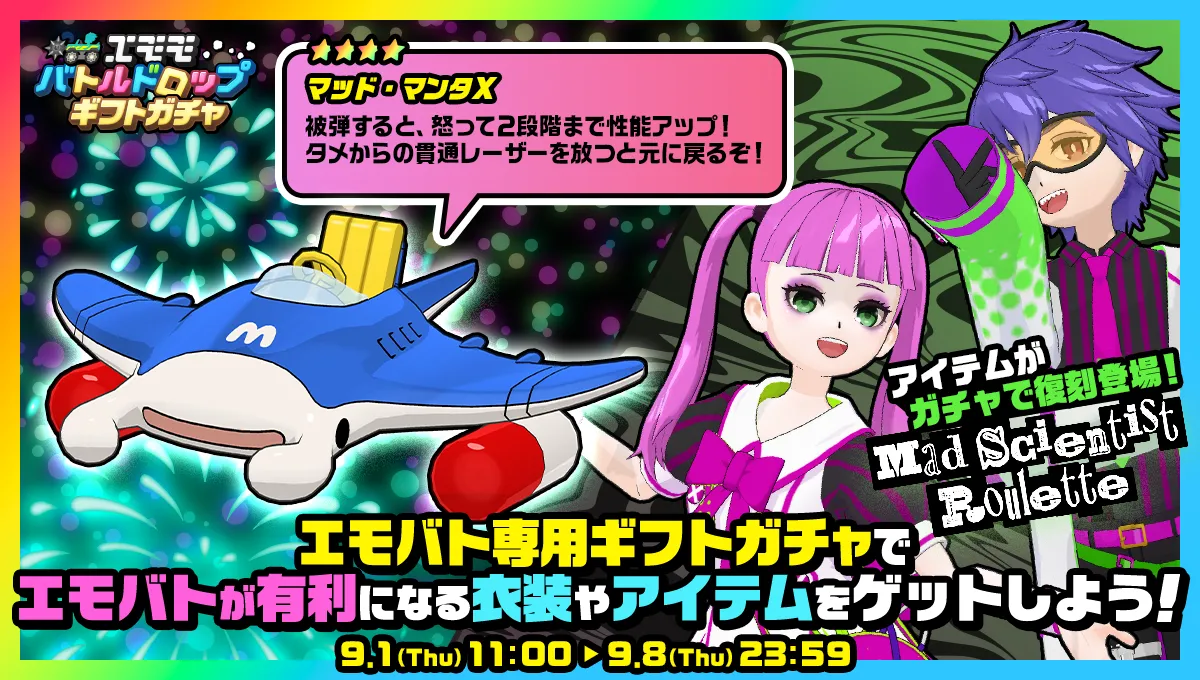 エモモ
バトルドロップ
ギフトガチャ
★★★★
マッド・マンタX
被弾すると、怒って2段階まで性能アップ!
タメからの貫通レーザーを放つと元に戻るぞ!
M
アイテムが
ガチャで復刻登場!
Mad Scientist
Roulette
エモバト専用ギフトガチャで
エモバトが有利になる衣装やアイテムをゲットしよう!
9.1(Thu)11:00▶9.8(Thu)23:59